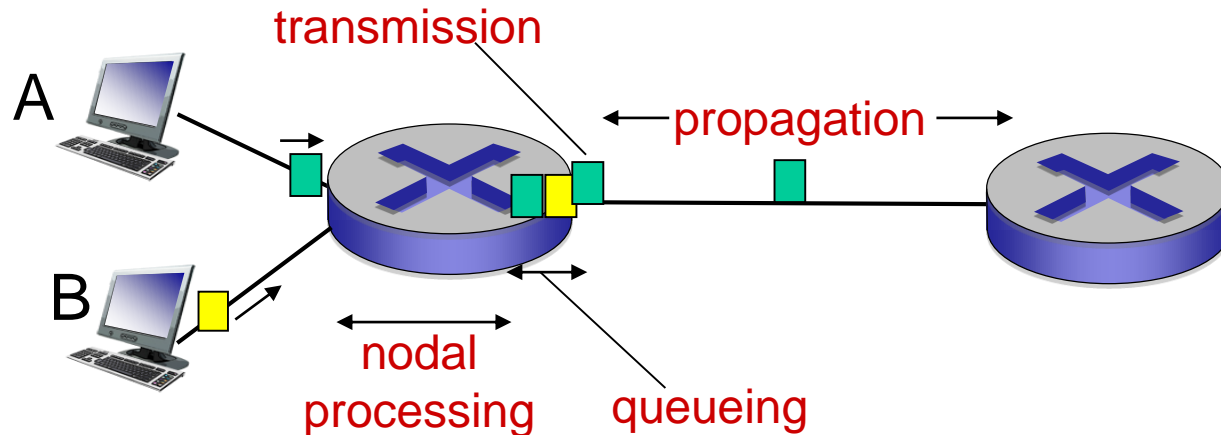 transmission
A
propagation
B
nodal
processing
queueing